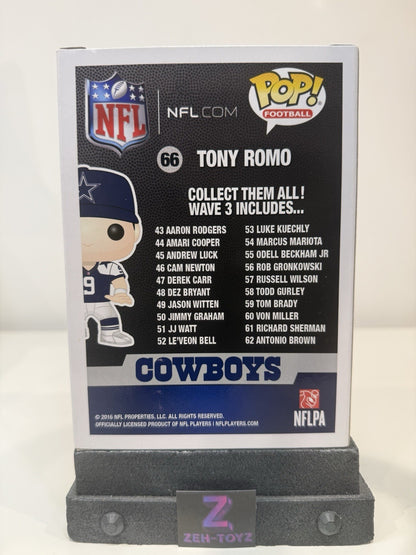 NFL
NFL.COM
POP!
FOOTBALL
66 TONY ROMO
COLLECT THEM ALL!
WAVE 3 INCLUDES...
43 AARON RODGERS
44 AMARI COOPER
45 ANDREW LUCK
46 CAM NEWTON
47 DEREK CARR
48 DEZ BRYANT
49 JASON WITTEN
50 JIMMY GRAHAM
51 JJ WATT
52 LE'VEON BELL
53 LUKE KUECHLY
54 MARCUS MARIOTA
55 ODELL BECKHAM JR
56 ROB GRONKOWSKI
57 RUSSELL WILSON
58 TODD GURLEY
59 TOM BRADY
60 VON MILLER
61 RICHARD SHERMAN
62 ANTONIO BROWN
9
COWBOYS
© 2016 NFL PROPERTIES, LLC. ALL RIGHTS RESERVED.
OFFICIALLY LICENSED PRODUCT OF NFL PLAYERS | NFLPLAYERS.COM
NFLPA
Z
ZEH-TOYZ